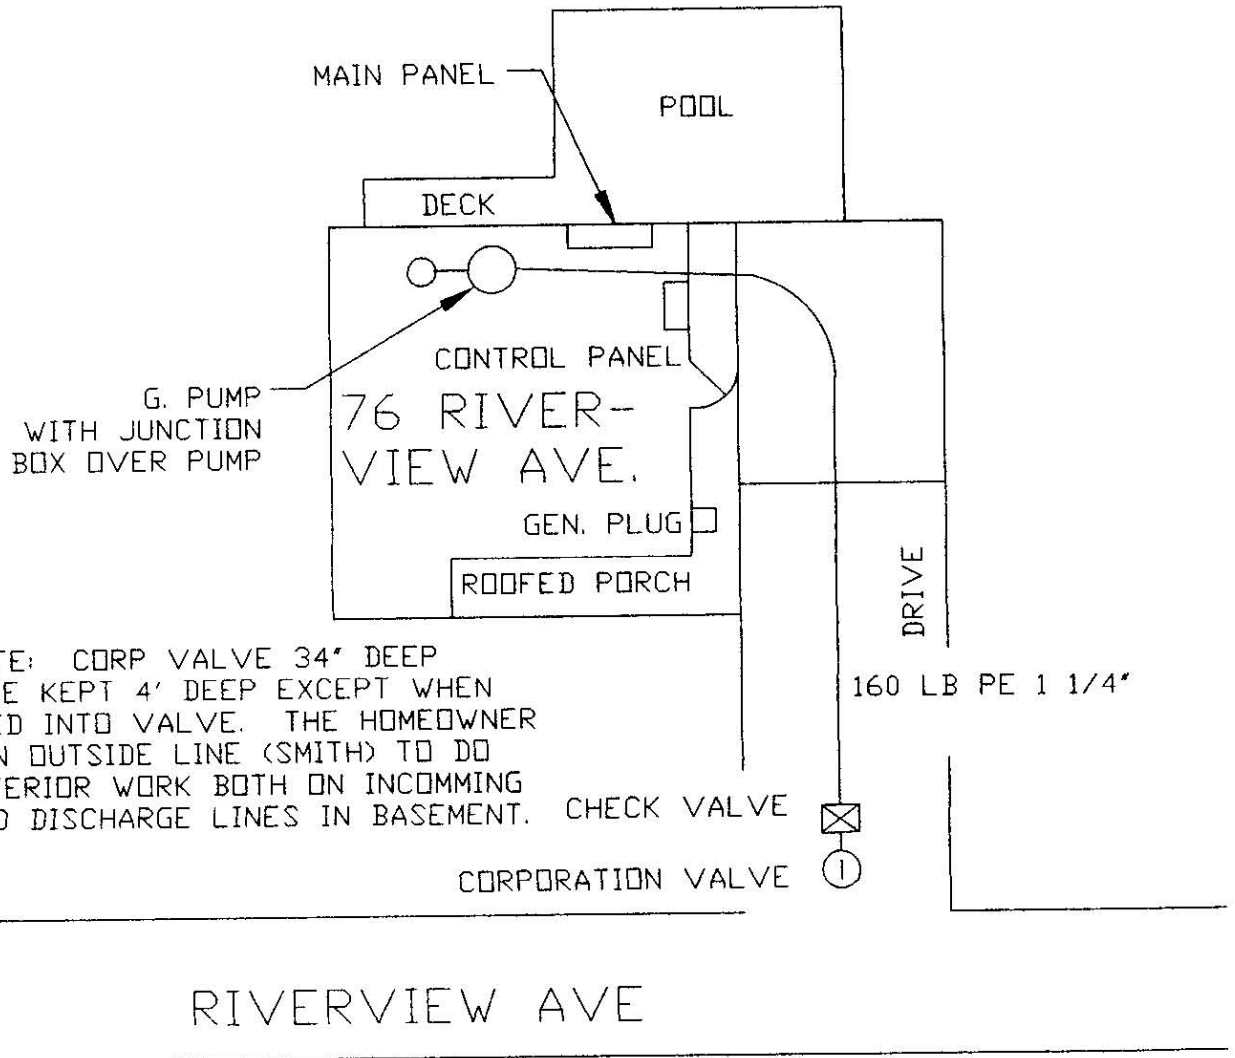 MAIN PANEL
POOL
DECK
CONTROL PANEL
G. PUMP
WITH JUNCTION
BOX OVER PUMP
76 RIVER-
VIEW AVE.
GEN. PLUG
ROOFED PORCH
DRIVE
TE: CORP VALVE 34" DEEP
E KEPT 4' DEEP EXCEPT WHEN
ED INTO VALVE. THE HOMEOWNER
N OUTSIDE LINE (SMITH) TO DO
TERIOR WORK BOTH ON INCOMMING
D DISCHARGE LINES IN BASEMENT.
160 LB PE 1 1/4"
CHECK VALVE
CORPORATION VALVE
1
RIVERVIEW AVE